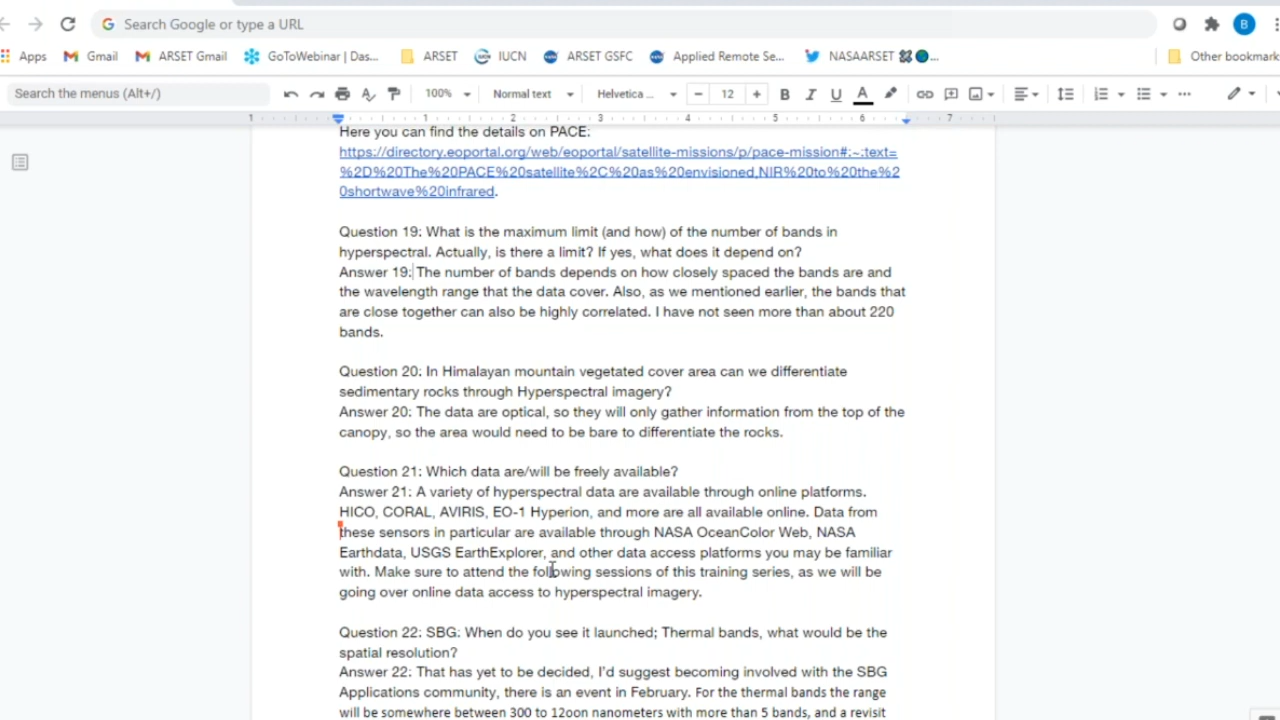 Search Google or type a URL
B
Apps Gmail ARSET Gmail GoToWebinar | Das... ARSET IUCN ARSET GSFC Applied Remote Se... NASAARSET ... Other bookmark
Search the menus (Alt+/) 100% Normal text Helvetica ... − 12 + B I U A
1 1 2 3 4 5 6 7
Here you can find the details on PACE:
https://directory.eoportal.org/web/eoportal/satellite-missions/p/pace-mission#:~:text=
%2D%20The%20PACE%20satellite%2C%20as%20envisioned,NIR%20to%20the%2
0shortwave%20infrared.
Question 19: What is the maximum limit (and how) of the number of bands in
hyperspectral. Actually, is there a limit? If yes, what does it depend on?
Answer 19: The number of bands depends on how closely spaced the bands are and
the wavelength range that the data cover. Also, as we mentioned earlier, the bands that
are close together can also be highly correlated. I have not seen more than about 220
bands.
Question 20: In Himalayan mountain vegetated cover area can we differentiate
sedimentary rocks through Hyperspectral imagery?
Answer 20: The data are optical, so they will only gather information from the top of the
canopy, so the area would need to be bare to differentiate the rocks.
Question 21: Which data are/will be freely available?
Answer 21: A variety of hyperspectral data are available through online platforms.
HICO, CORAL, AVIRIS, EO-1 Hyperion, and more are all available online. Data from
these sensors in particular are available through NASA OceanColor Web, NASA
Earthdata, USGS EarthExplorer, and other data access platforms you may be familiar
with. Make sure to attend the following sessions of this training series, as we will be
going over online data access to hyperspectral imagery.
Question 22: SBG: When do you see it launched; Thermal bands, what would be the
spatial resolution?
Answer 22: That has yet to be decided, I'd suggest becoming involved with the SBG
Applications community, there is an event in February. For the thermal bands the range
will be somewhere between 300 to 12oon nanometers with more than 5 bands, and a revisit